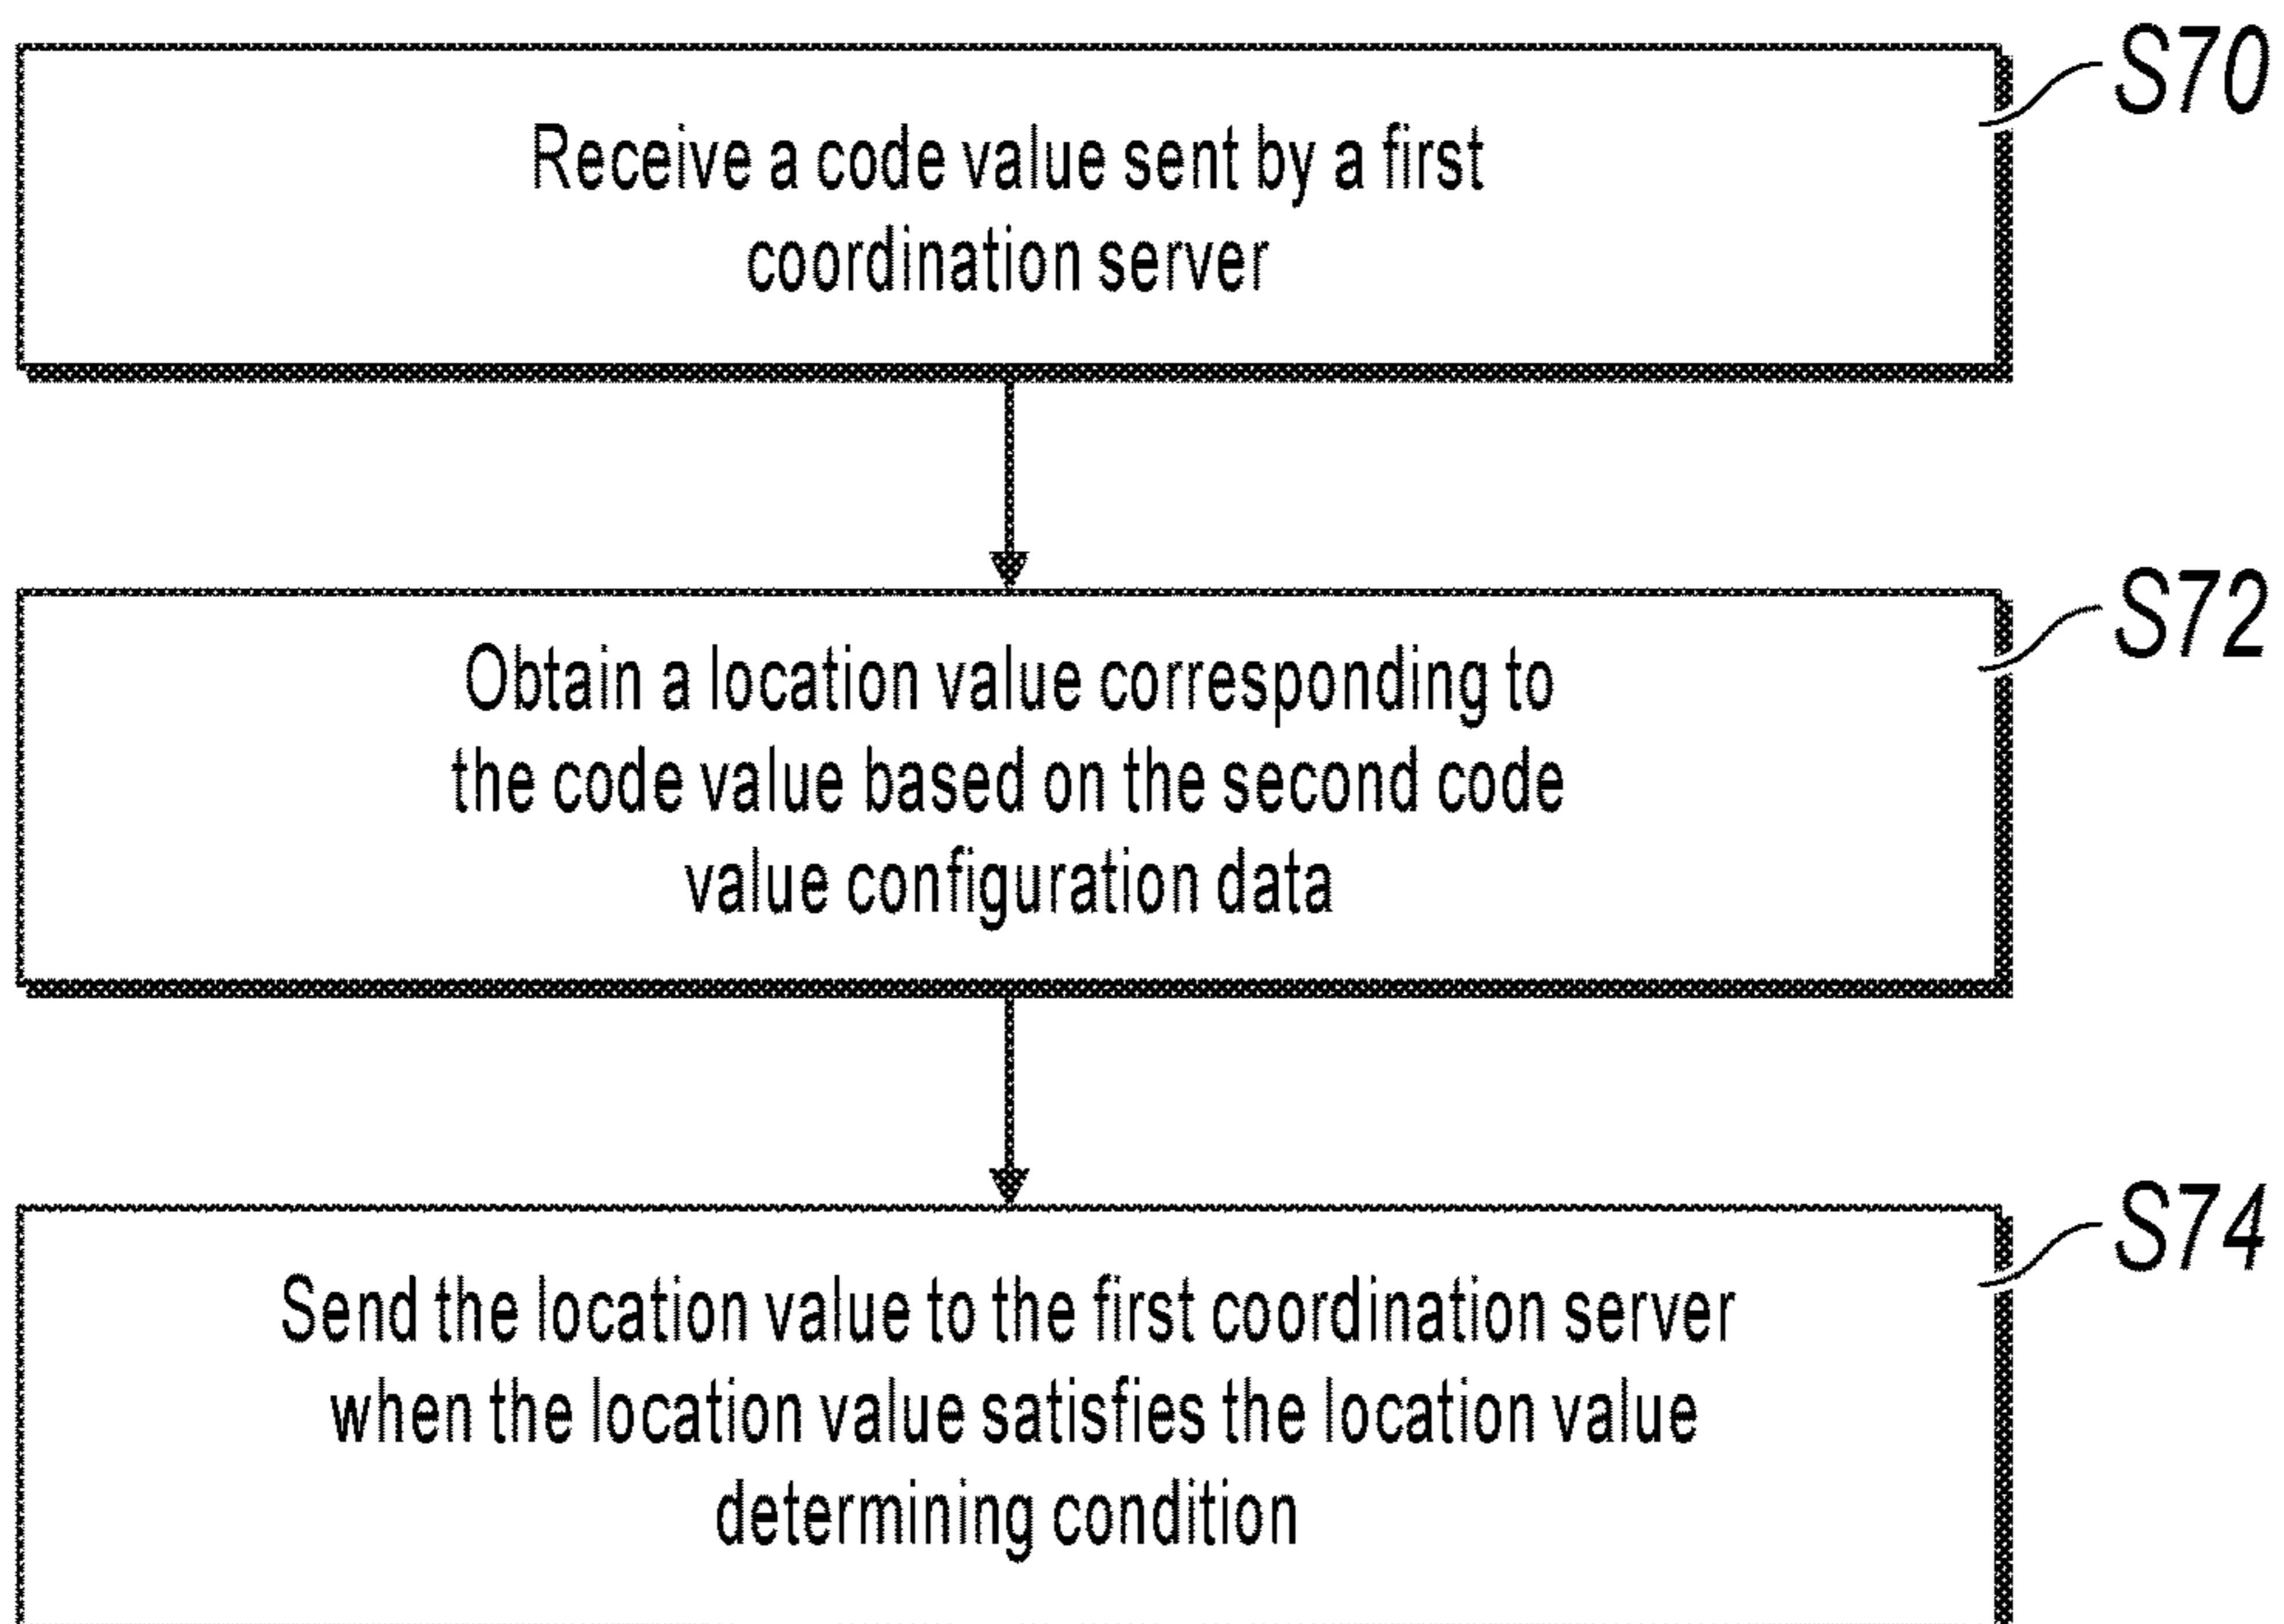 S70
Receive a code value sent by a first
coordination server
S72
Obtain a location value corresponding to
the code value based on the second code
value configuration data
S74
Send the location value to the first coordination server
when the location value satisfies the location value
determining condition